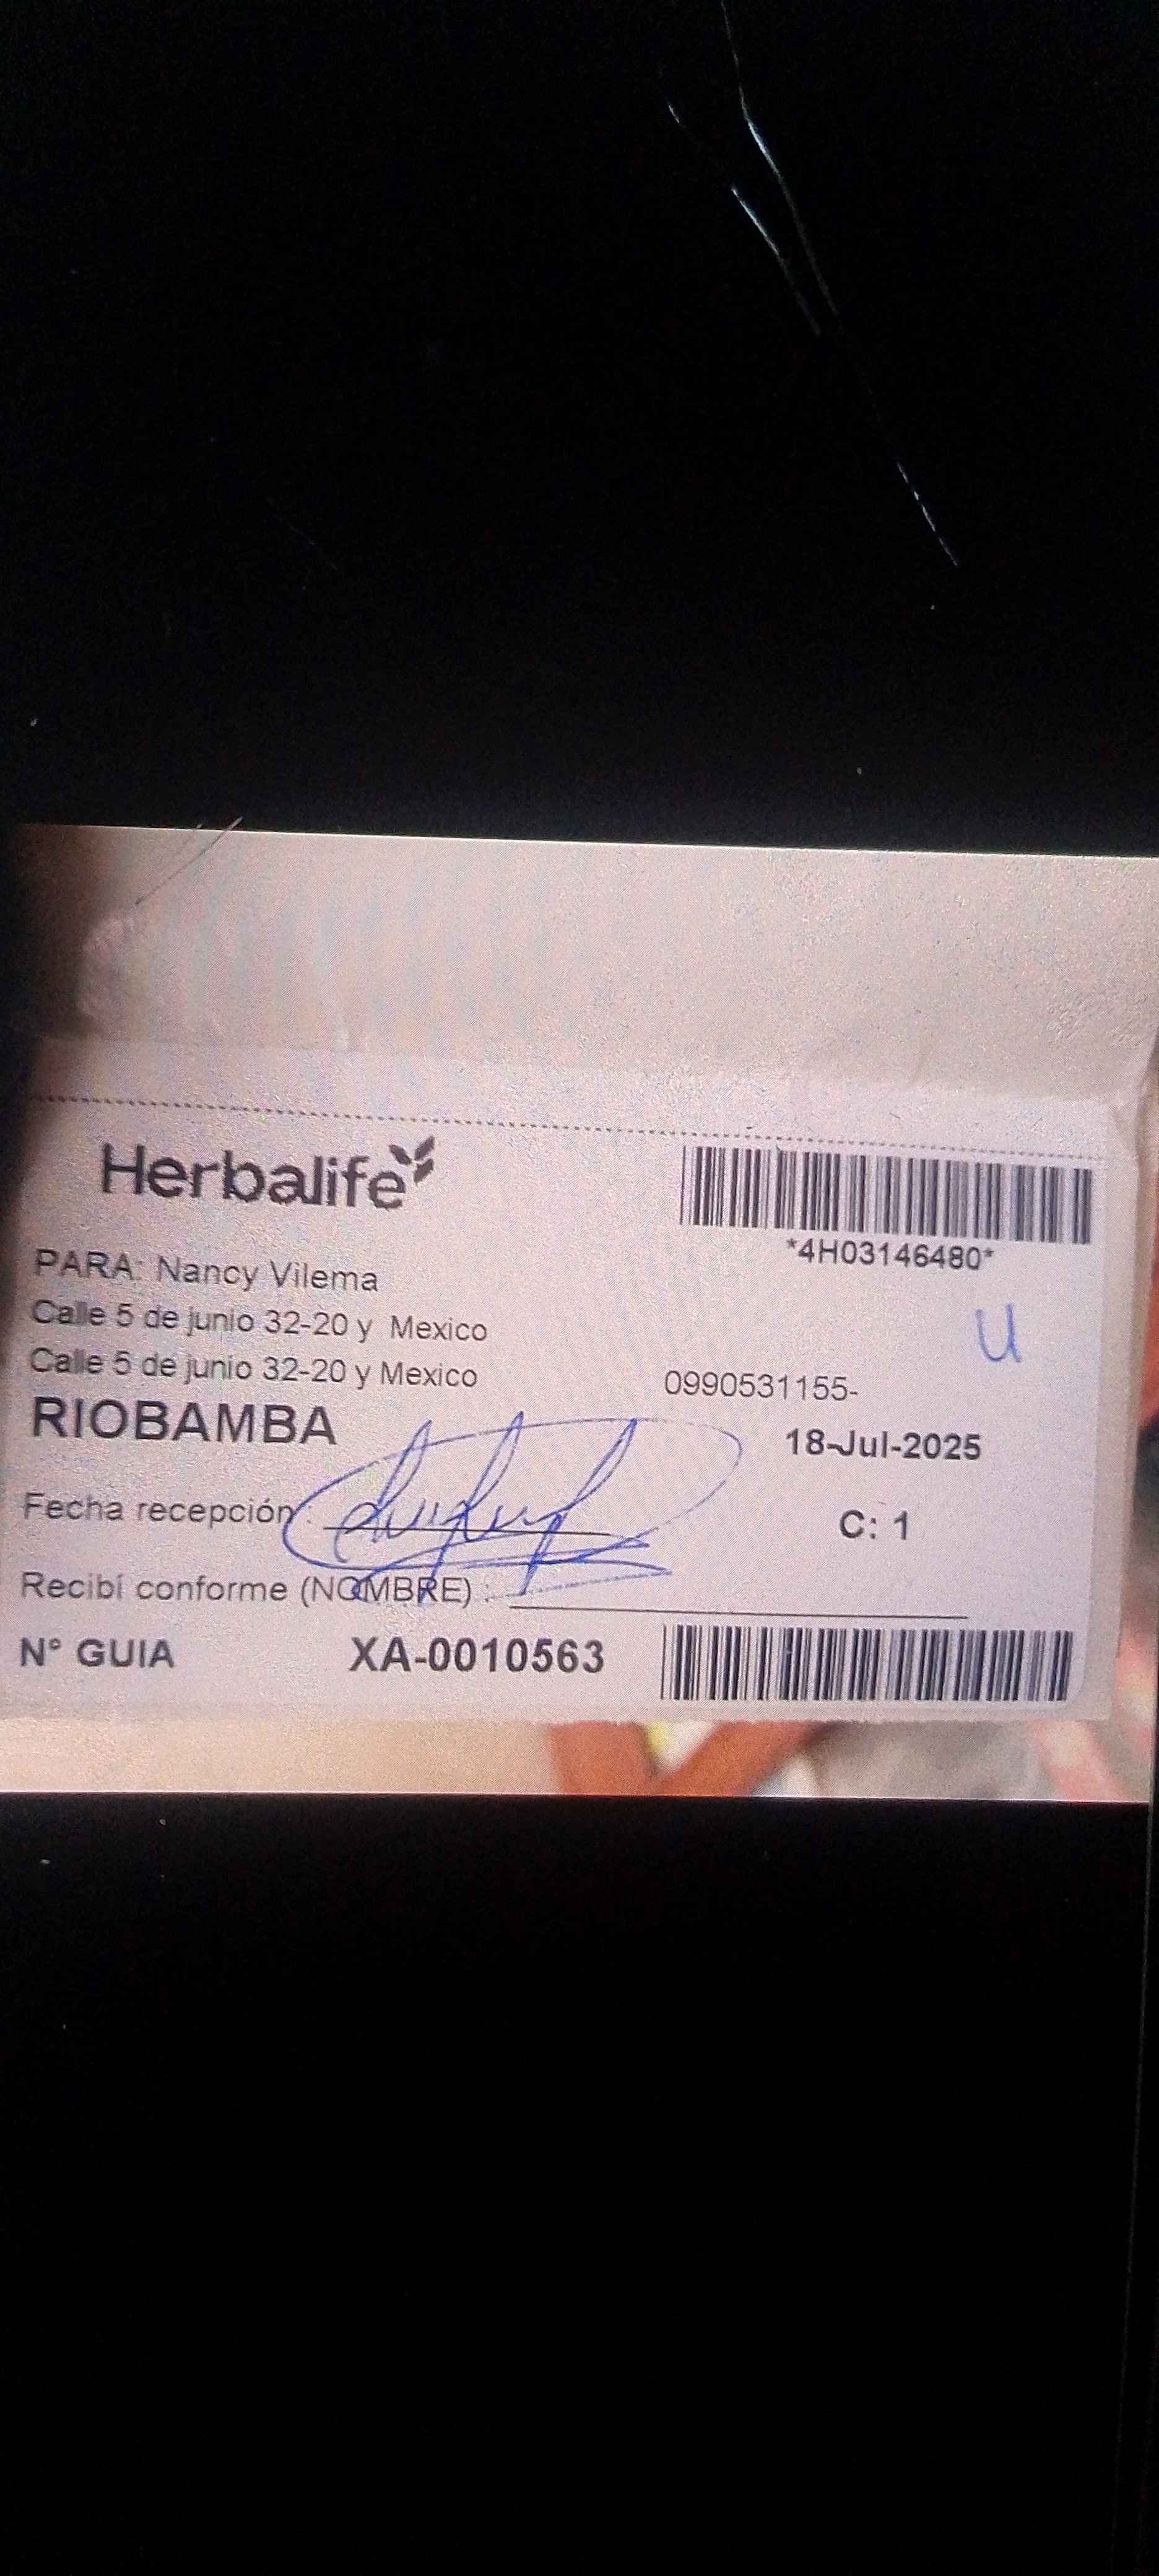 Herbalife
*4H03146480*
PARA: Nancy Vilema
Calle 5 de junio 32-20 y Mexico
U
Calle 5 de junio 32-20 y Mexico
0990531155-
RIOBAMBA
18-Jul-2025
Fecha recepción :
C: 1
Recibí conforme (NOMBRE) :
N° GUIA XA-0010563